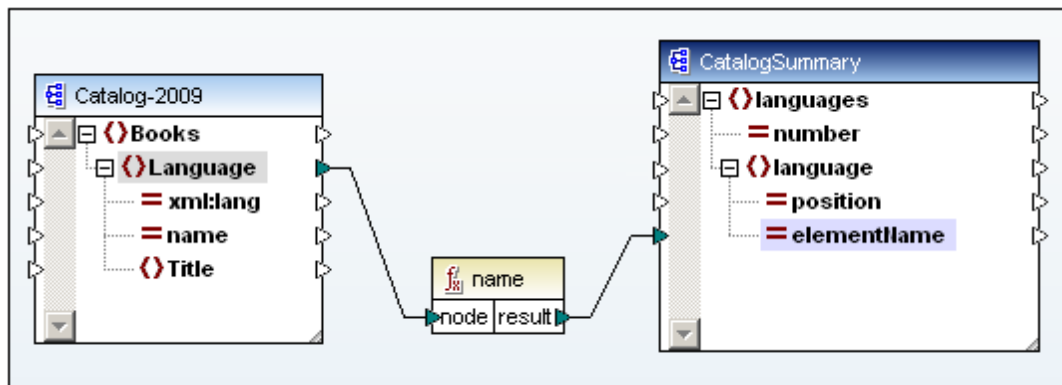 Catalog-2009
Books
Language
xml:lang
name
Title
name
node result
CatalogSummary
languages
number
language
position
elementName